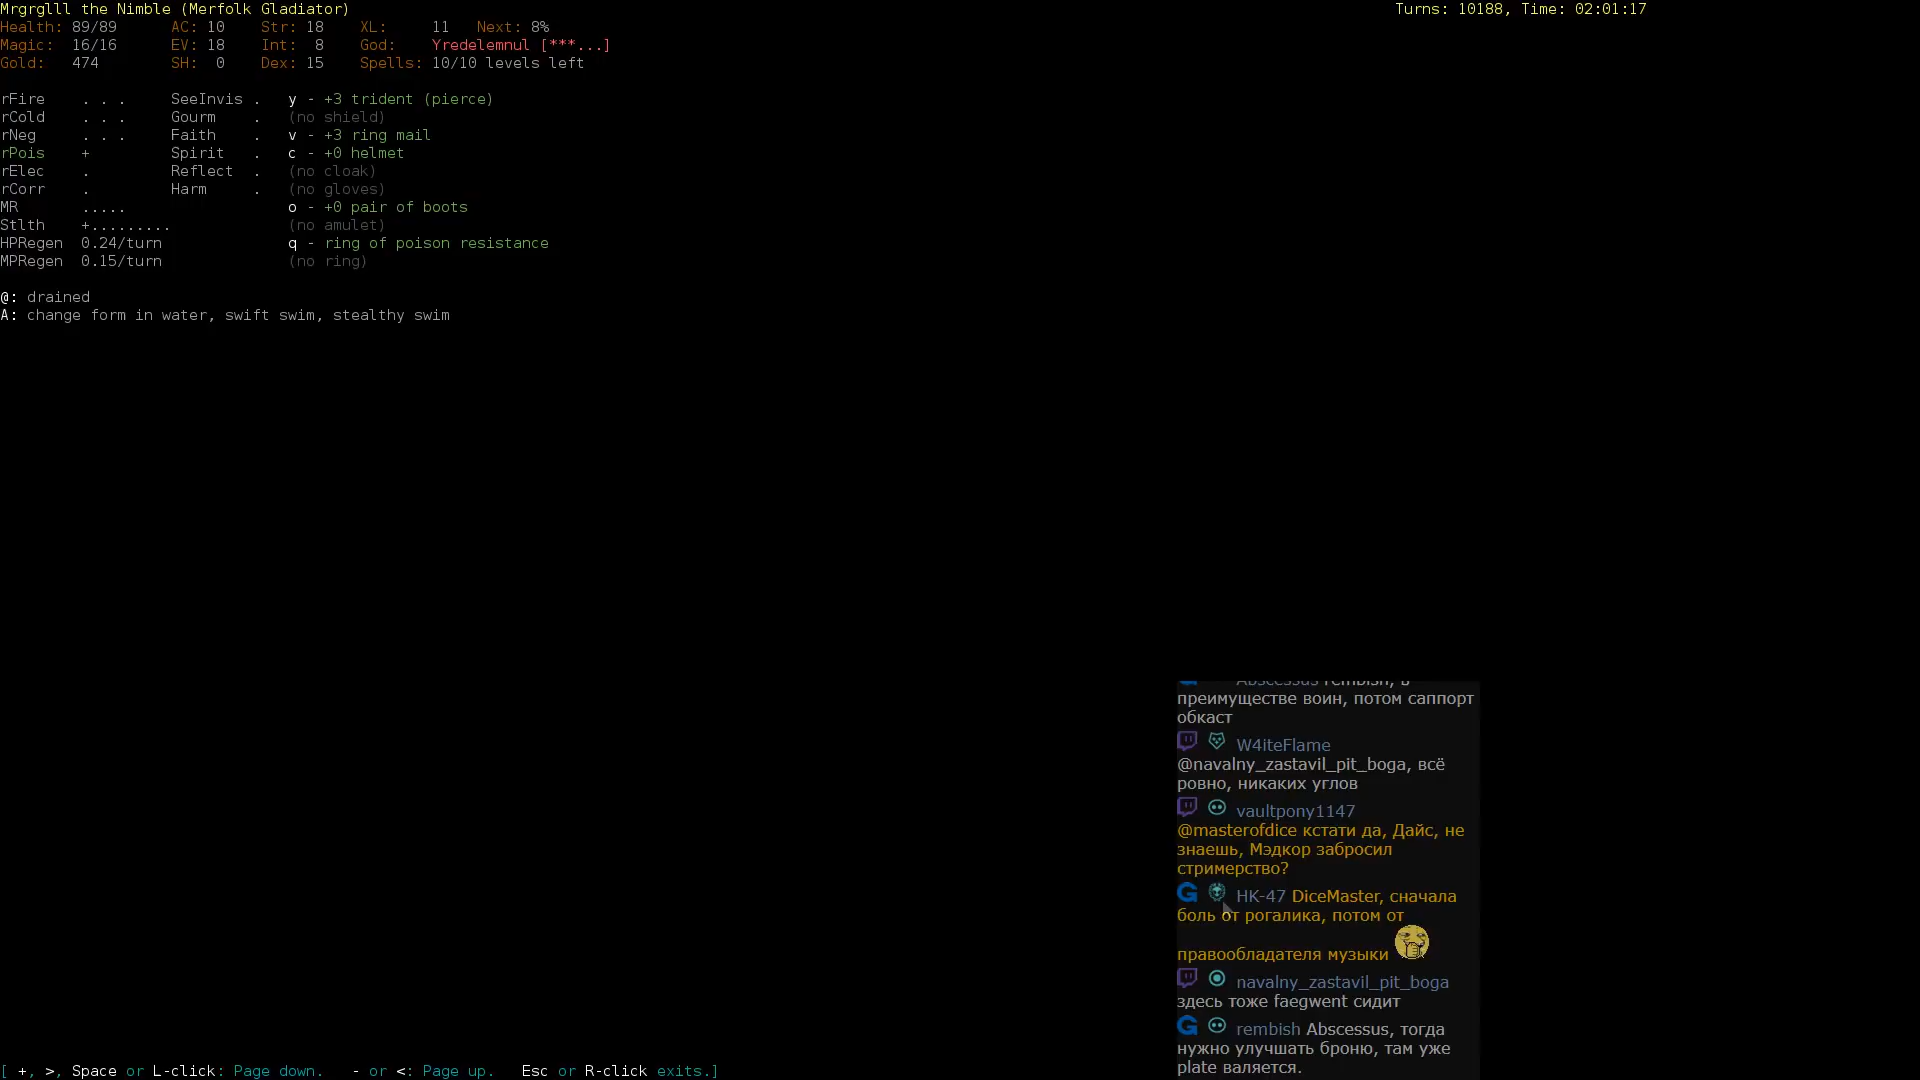 Mrgrglll the Nimble (Merfolk Gladiator) Turns: 10188, Time: 02:01:17
Health: 89/89 AC: 10 Str: 18 XL: 11 Next: 8%
Magic: 16/16 EV: 18 Int: 8 God: Yredelemnul [***...]
Gold: 474 SH: 0 Dex: 15 Spells: 10/10 levels left
rFire . . . SeeInvis . y - +3 trident (pierce)
rCold . . . Gourm . (no shield)
rNeg . . . Faith . v - +3 ring mail
rPois + Spirit . c - +0 helmet
rElec . Reflect . (no cloak)
rCorr . Harm . (no gloves)
MR ..... o - +0 pair of boots
Stlth +......... (no amulet)
HPRegen 0.24/turn q - ring of poison resistance
MPRegen 0.15/turn (no ring)
@: drained
A: change form in water, swift swim, stealthy swim
Abscessus rembish, в
преимуществе воин, потом саппорт
обкаст
W4iteFlame
@navalny_zastavil_pit_boga, всё
ровно, никаких углов
vaultpony1147
@masterofdice кстати да, Дайс, не
знаешь, Мэдкор забросил
стримерство?
HK-47 DiceMaster, сначала
боль от рогалика, потом от
правообладателя музыки
navalny_zastavil_pit_boga
здесь тоже faegwent сидит
rembish Abscessus, тогда
нужно улучшать броню, там уже
plate валяется.
[ +, >, Space or L-click: Page down. - or <: Page up. Esc or R-click exits.]